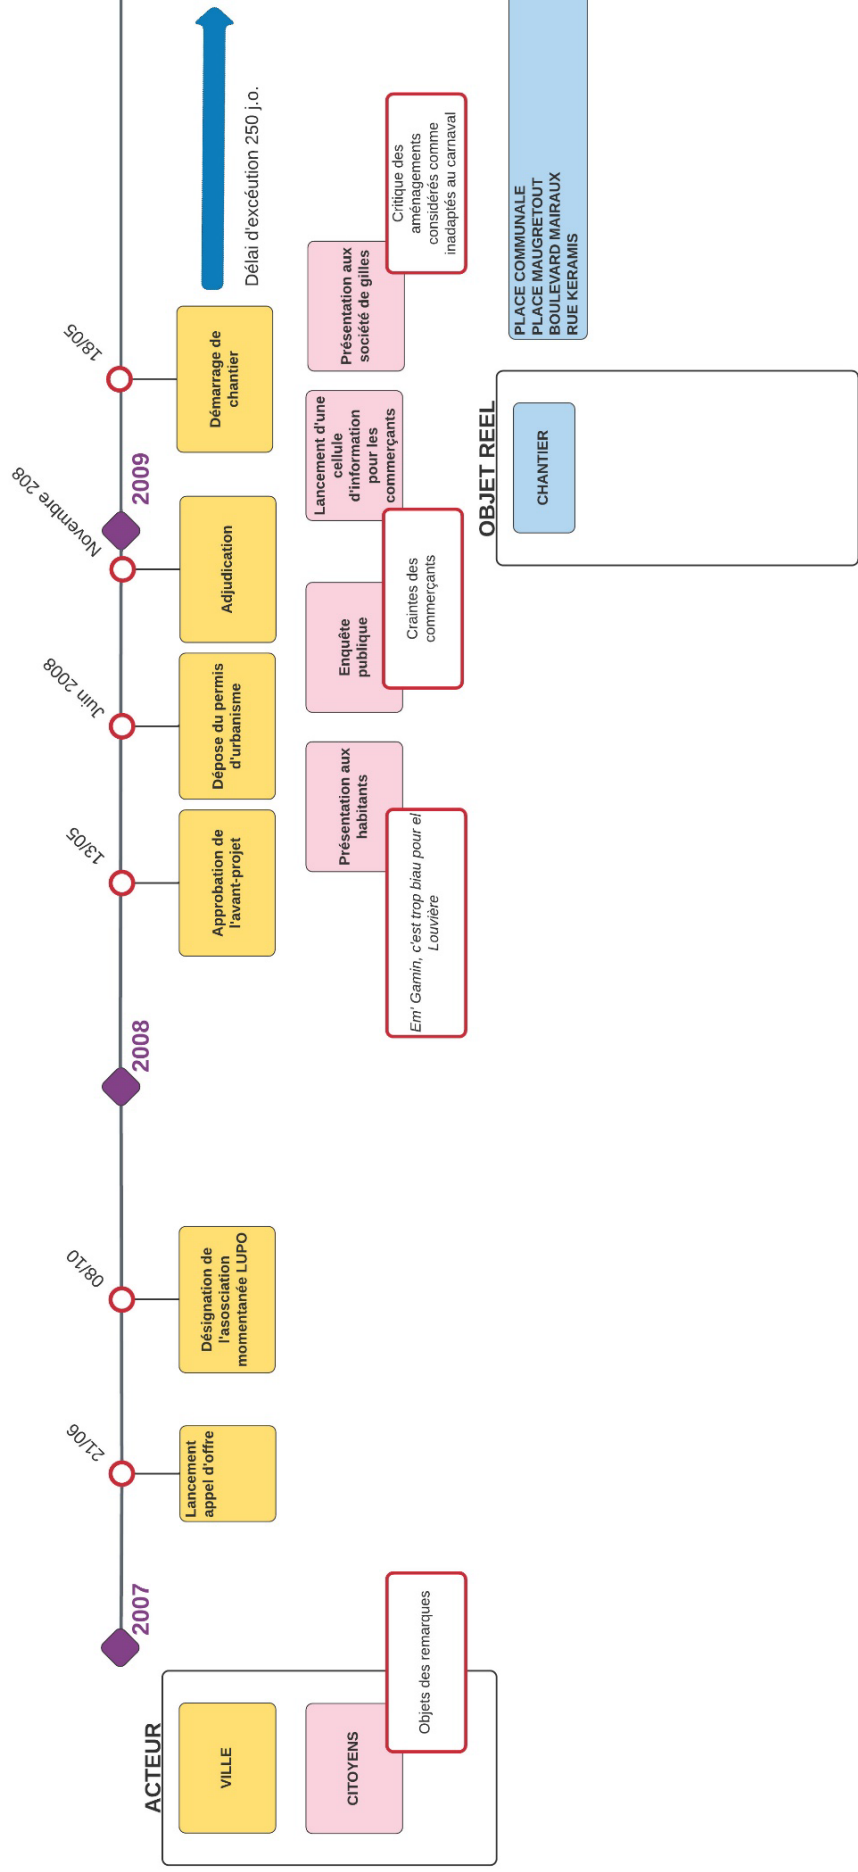 ACTEUR
VILLE
CITOYENS
Objets des remarques
2007
21/06
Lancement
appel d'offre
08/10
Désignation de
l'asosciation
momentanée LUPO
2008
13/05
Approbation de
l'avant-projet
Présentation aux
habitants
Em' Gamin, c'est trop biau pour el
Louvière
Juin 2008
Dépose du permis
d'urbanisme
Enquête
publique
Craintes des
commerçants
Novembre 208
Adjudication
2009
Lancement d'une
cellule
d'information
pour les
commerçants
18/05
Démarrage de
chantier
Présentation aux
société de gilles
Critique des
aménagements
considérés comme
inadaptés au carnaval
Délai d'excéution 250 j.o.
OBJET REEL
CHANTIER
PLACE COMMUNALE
PLACE MAUGRETOUT
BOULEVARD MAIRAUX
RUE KERAMIS